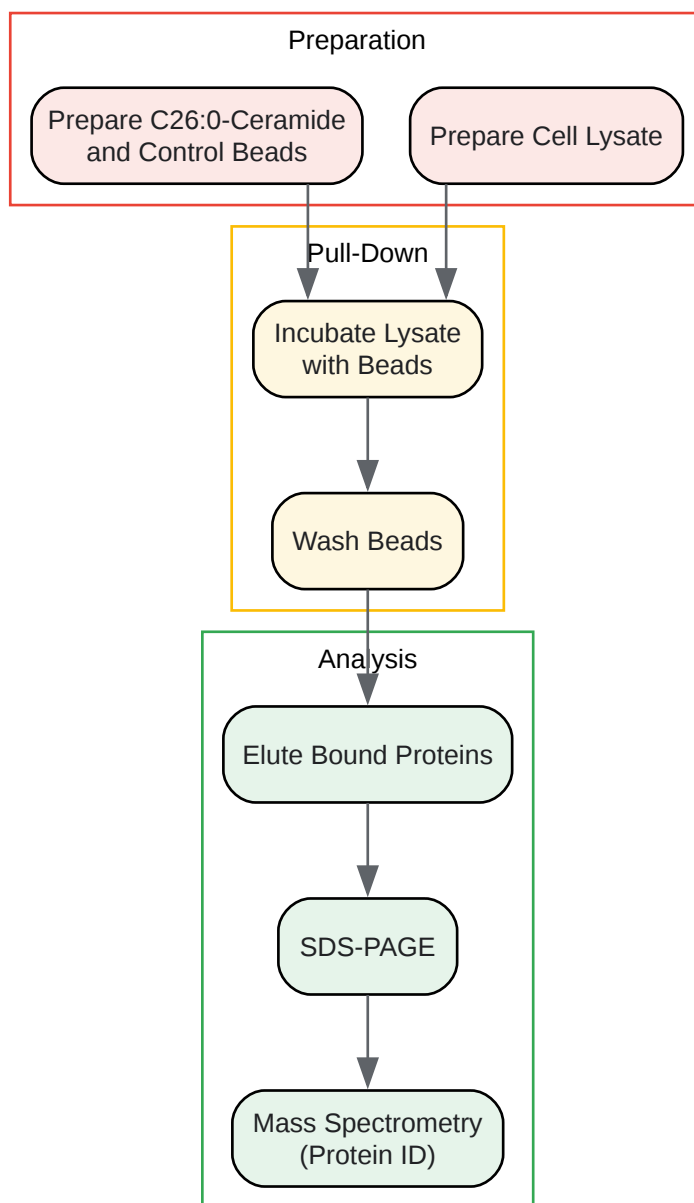 Preparation
Prepare C26:0-Ceramide
and Control Beads
Prepare Cell Lysate
Pull-Down
Incubate Lysate
with Beads
Wash Beads
Analysis
Elute Bound Proteins
SDS-PAGE
Mass Spectrometry
(Protein ID)